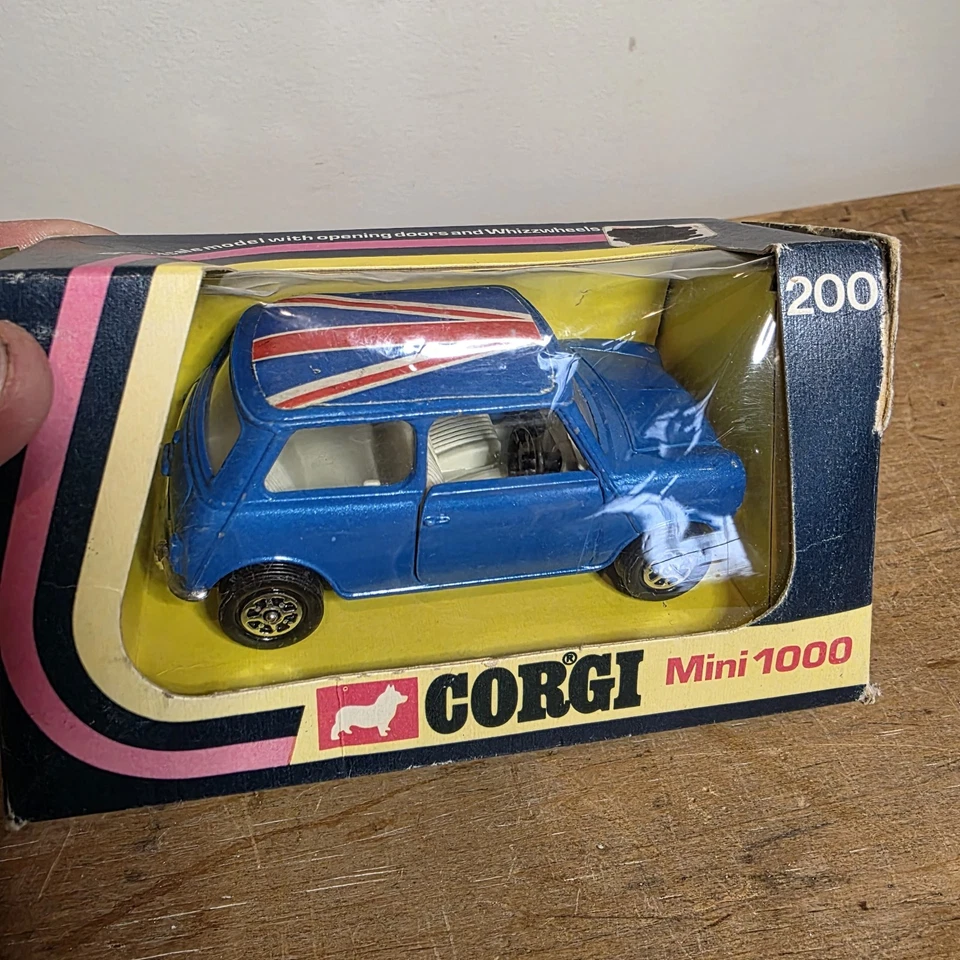 model with opening doors and Whizzwheels
200
CORGI®
Mini 1000